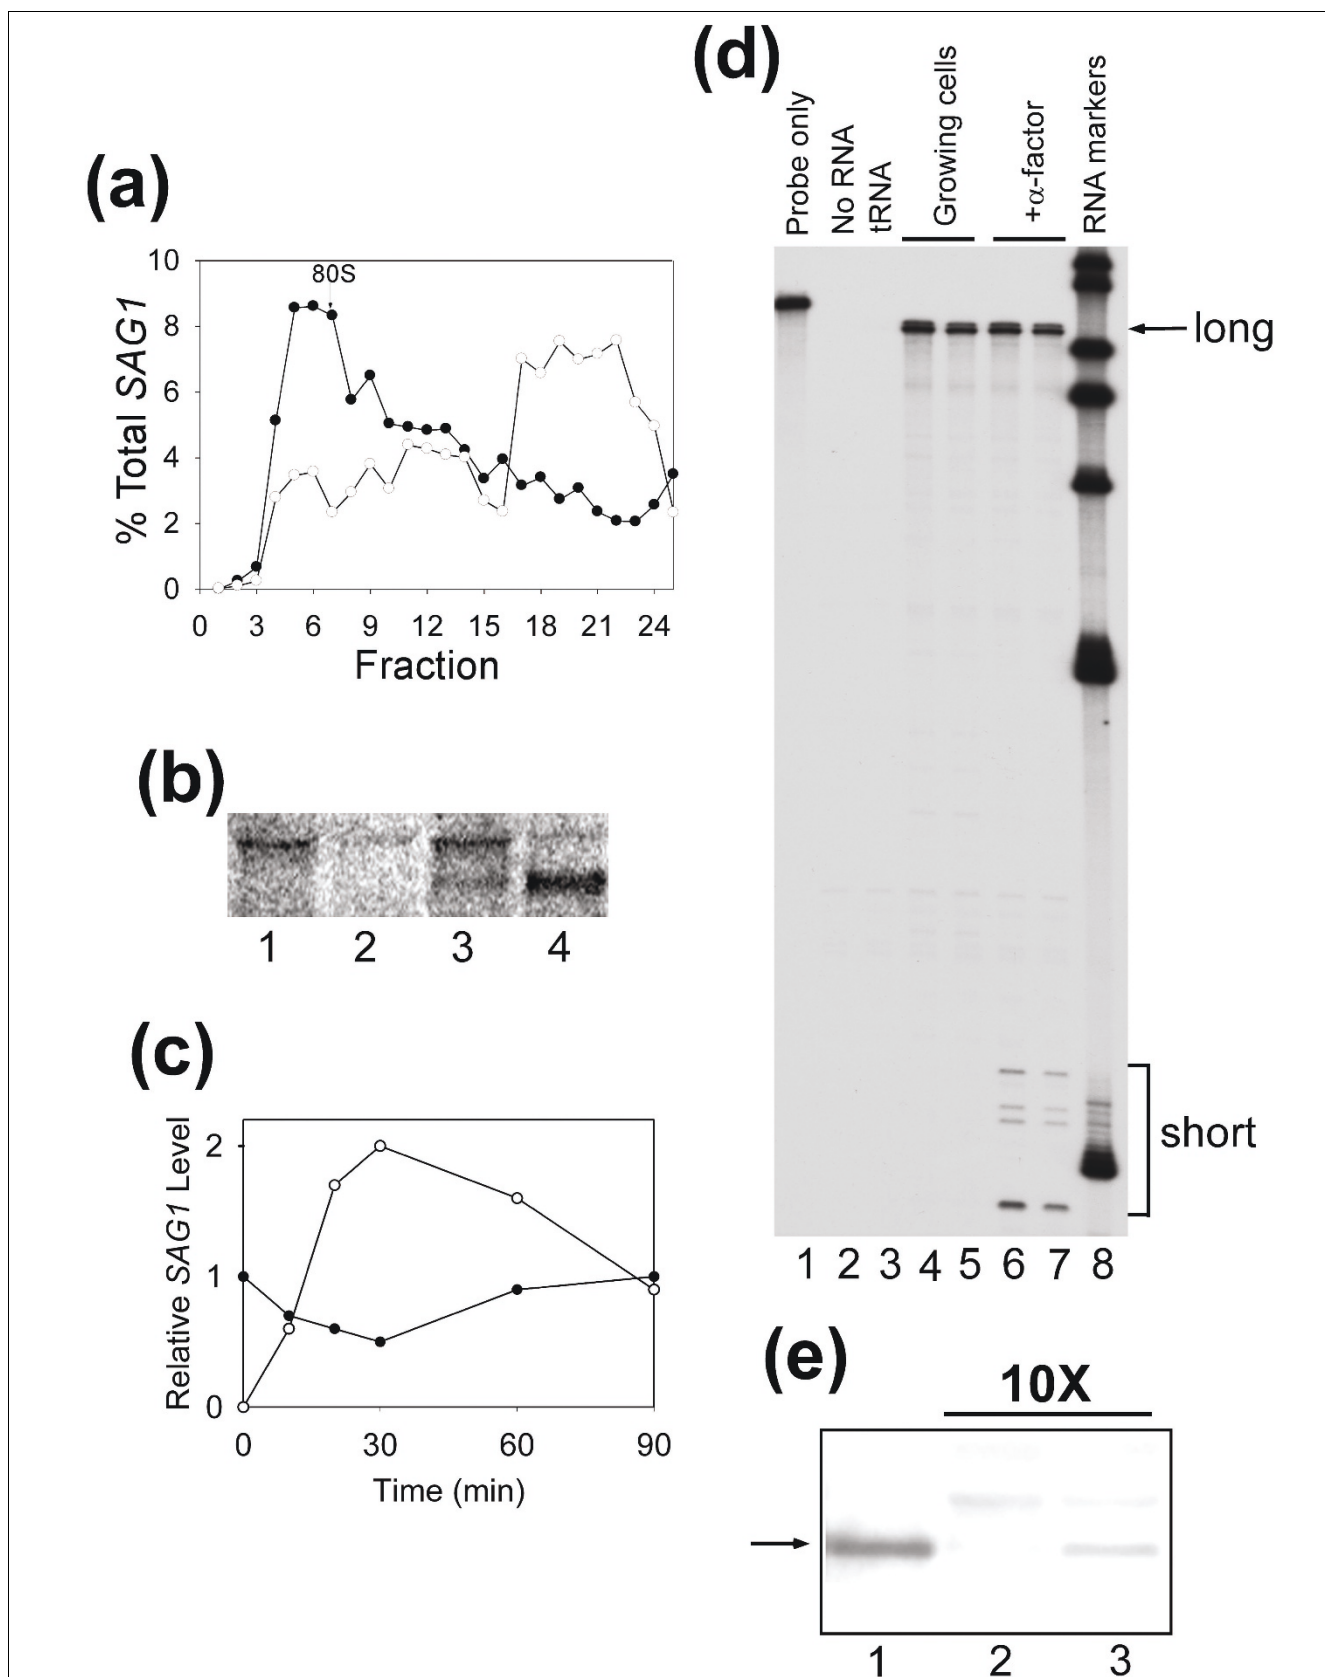 (a)
10
8
6
4
2
0
80S
% Total SAG1
0 3 6 9 12 15 18 21 24
Fraction
(b)
1 2 3 4
(c)
2
1
0
Relative SAG1 Level
0 30 60 90
Time (min)
(d)
Probe only
No RNA
tRNA
Growing cells
+α-factor
RNA markers
long
short
1 2 3 4 5 6 7 8
(e)
10X
1 2 3